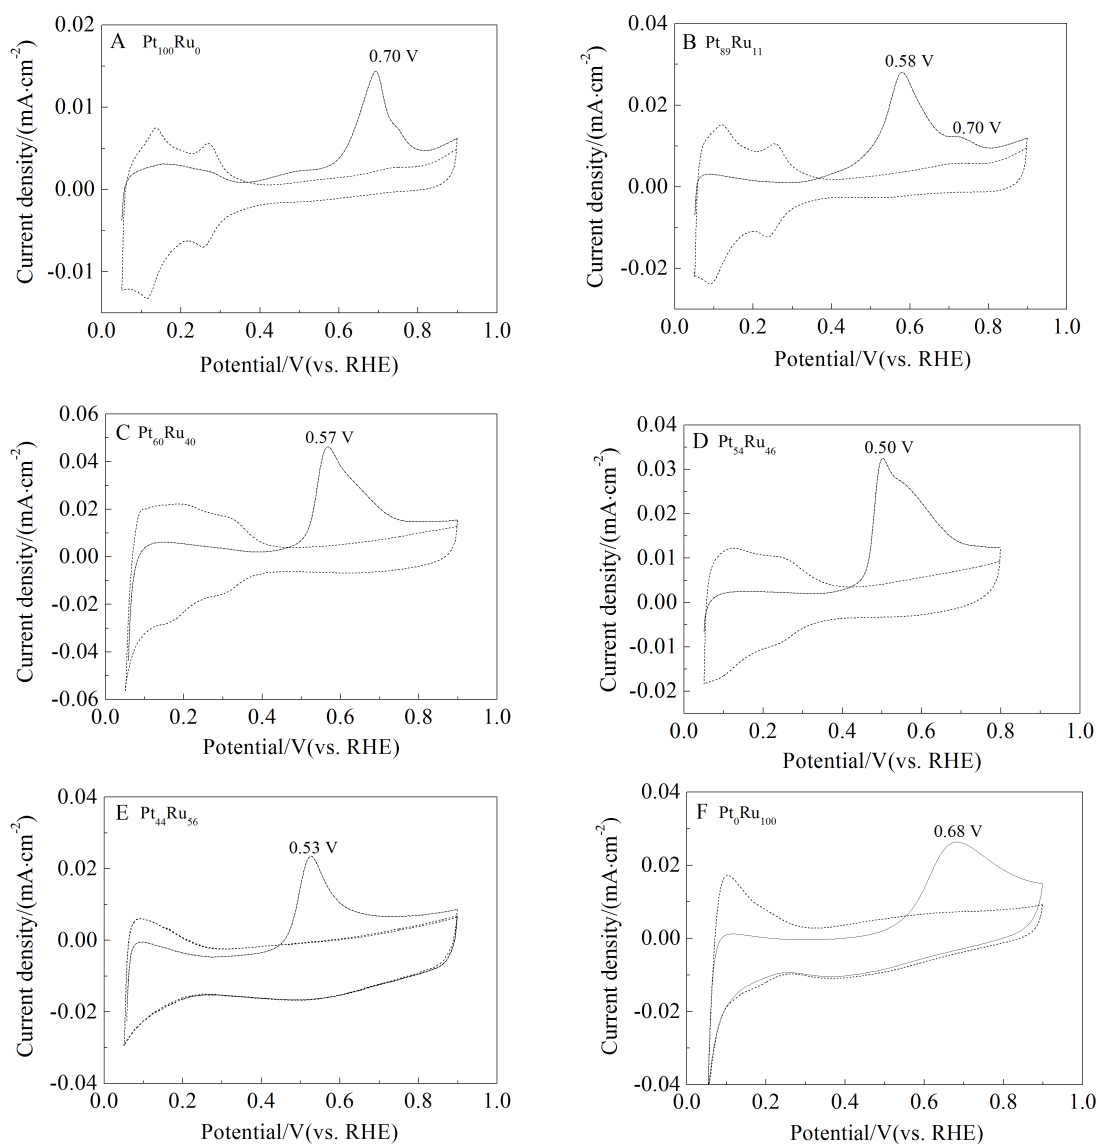 A Pt100Ru0
0.70 V
0.02
0.01
0.00
-0.01
Current density/(mA·cm-2)
0.0 0.2 0.4 0.6 0.8 1.0
Potential/V(vs. RHE)
B Pt89Ru11
0.58 V
0.70 V
0.04
0.02
0.00
-0.02
Current density/(mA·cm-2)
0.0 0.2 0.4 0.6 0.8 1.0
Potential/V(vs. RHE)
C Pt60Ru40
0.57 V
0.06
0.04
0.02
0.00
-0.02
-0.04
-0.06
Current density/(mA·cm-2)
0.0 0.2 0.4 0.6 0.8 1.0
Potential/V(vs. RHE)
D Pt54Ru46
0.50 V
0.04
0.03
0.02
0.01
0.00
-0.01
-0.02
Current density/(mA·cm-2)
0.0 0.2 0.4 0.6 0.8 1.0
Potential/V(vs. RHE)
E Pt44Ru56
0.53 V
0.04
0.02
0.00
-0.02
-0.04
Current density/(mA·cm-2)
0.0 0.2 0.4 0.6 0.8 1.0
Potential/V(vs. RHE)
F Pt0Ru100
0.68 V
0.04
0.02
0.00
-0.02
-0.04
Current density/(mA·cm-2)
0.0 0.2 0.4 0.6 0.8 1.0
Potential/V(vs. RHE)